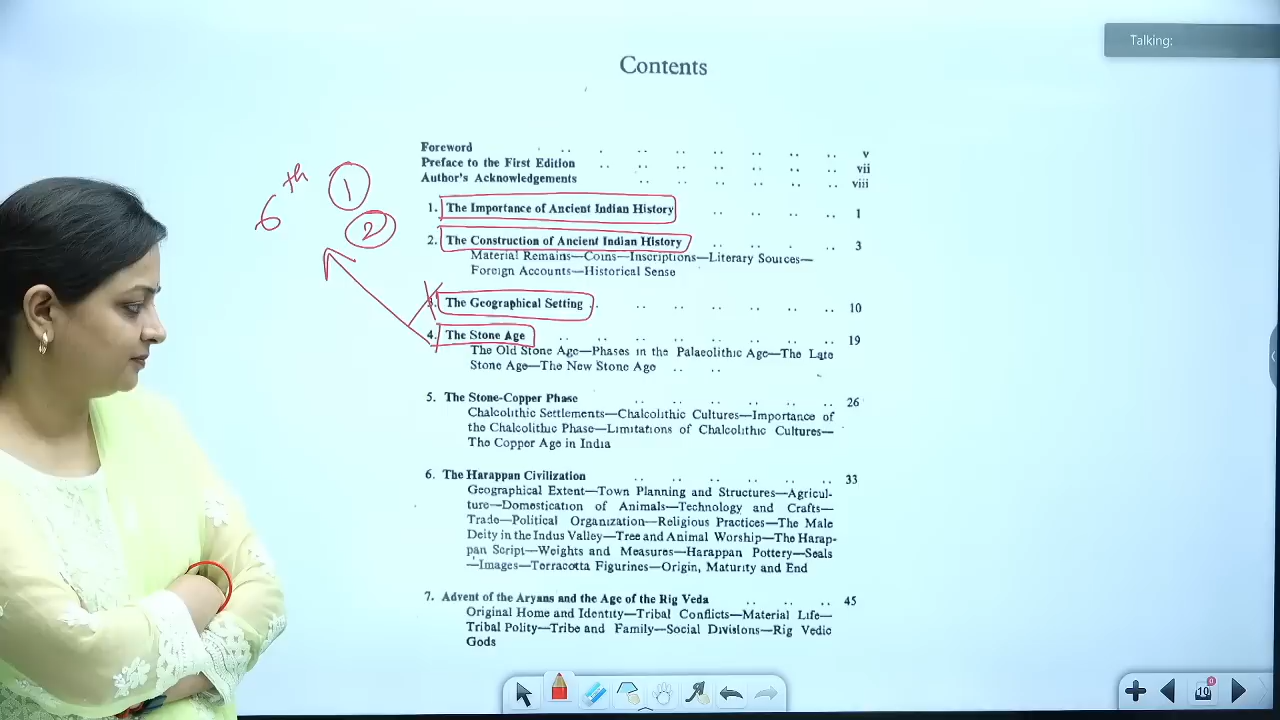 Talking:
Contents
6th 1
2
Foreword .. .. .. .. .. .. .. v
Preface to the First Edition .. .. .. .. .. .. .. vii
Author's Acknowledgements .. .. .. .. .. .. viii
1. The Importance of Ancient Indian History .. .. .. .. 1
2. The Construction of Ancient Indian History .. .. .. .. 3
Material Remains—Coins—Inscriptions—Literary Sources—
Foreign Accounts—Historical Sense
3. The Geographical Setting .. .. .. .. .. .. .. 10
4. The Stone Age .. .. .. .. .. .. .. .. 19
The Old Stone Age—Phases in the Palaeolithic Age—The Late
Stone Age—The New Stone Age .. ..
5. The Stone-Copper Phase .. .. .. .. .. .. 26
Chalcolithic Settlements—Chalcolithic Cultures—Importance of
the Chalcolithic Phase—Limitations of Chalcolithic Cultures—
The Copper Age in India
6. The Harappan Civilization .. .. .. .. .. .. 33
Geographical Extent—Town Planning and Structures—Agricul-
ture—Domestication of Animals—Technology and Crafts—
Trade—Political Organization—Religious Practices—The Male
Deity in the Indus Valley—Tree and Animal Worship—The Harap-
pan Script—Weights and Measures—Harappan Pottery—Seals
—Images—Terracotta Figurines—Origin, Maturity and End
7. Advent of the Aryans and the Age of the Rig Veda .. .. .. 45
Original Home and Identity—Tribal Conflicts—Material Life—
Tribal Polity—Tribe and Family—Social Divisions—Rig Vedic
Gods
10 0